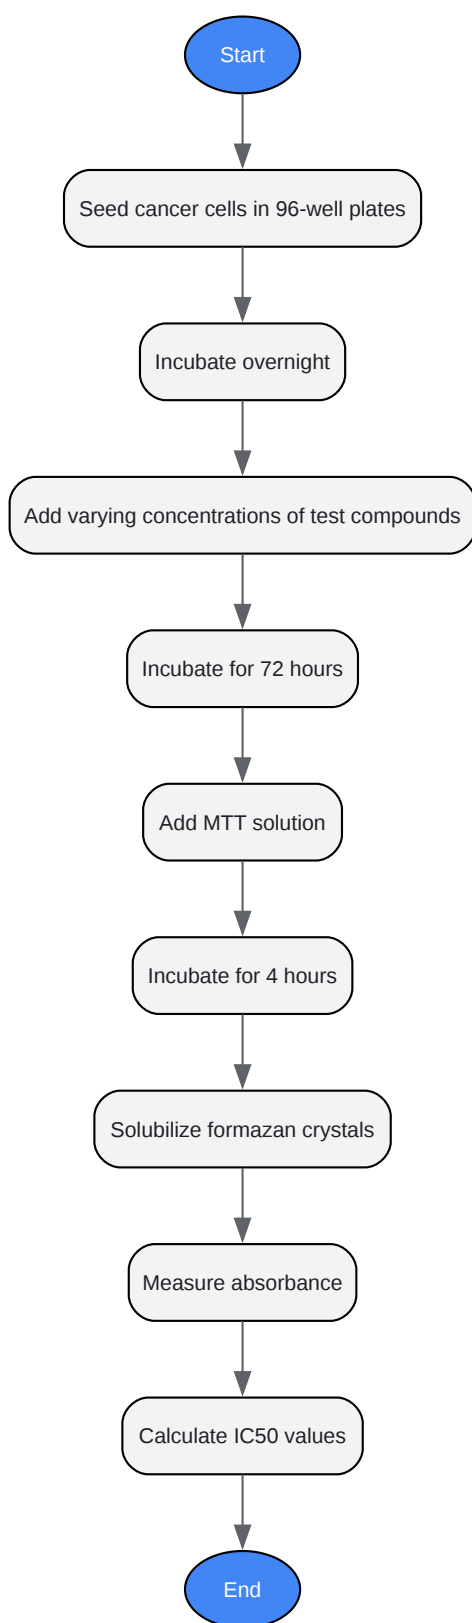 Start
Seed cancer cells in 96-well plates
Incubate overnight
Add varying concentrations of test compounds
Incubate for 72 hours
Add MTT solution
Incubate for 4 hours
Solubilize formazan crystals
Measure absorbance
Calculate IC50 values
End